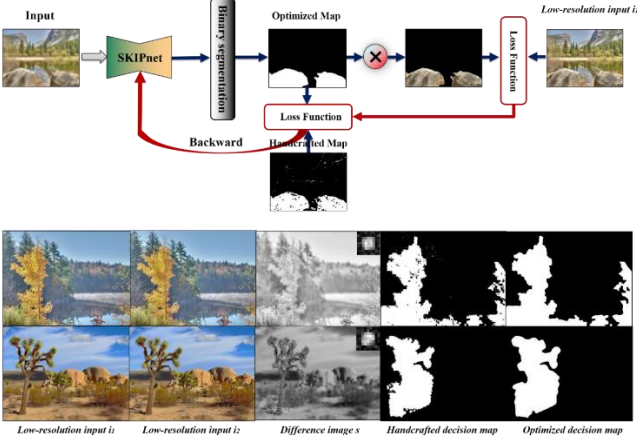 Input
SKIPnet
Binary segmentation
Optimized Map
Loss Function
Low-resolution input i₁
Loss Function
Backward
Handcrafted Map
Low-resolution input i₁
Low-resolution input i₂
Difference image s
Handcrafted decision map
Optimized decision map